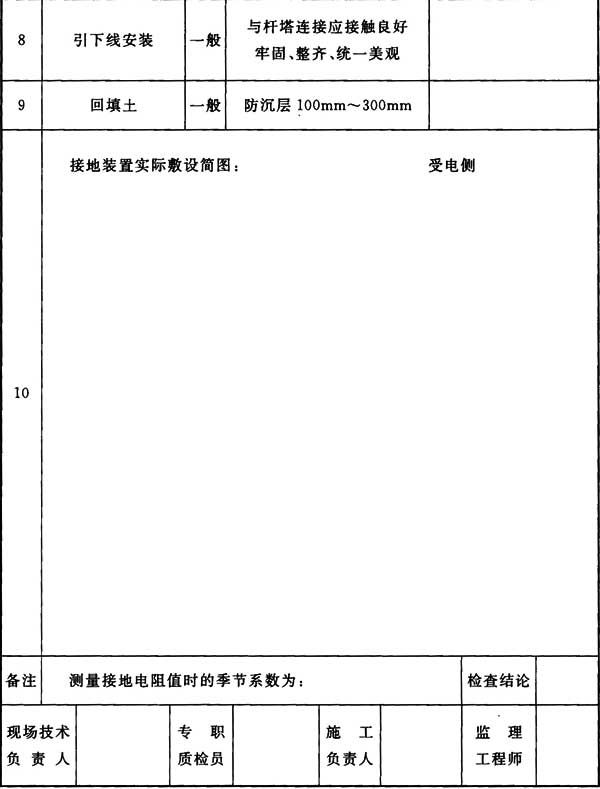 8 引下线安装 一般 与杆塔连接应接触良好
牢固、整齐、统一美观
9 回填土 一般 防沉层 100mm～300mm
接地装置实际敷设简图： 受电侧
10
备注 测量接地电阻值时的季节系数为： 检查结论
现场技术 专 职 施 工 监 理
负 责 人 质检员 负责人 工程师